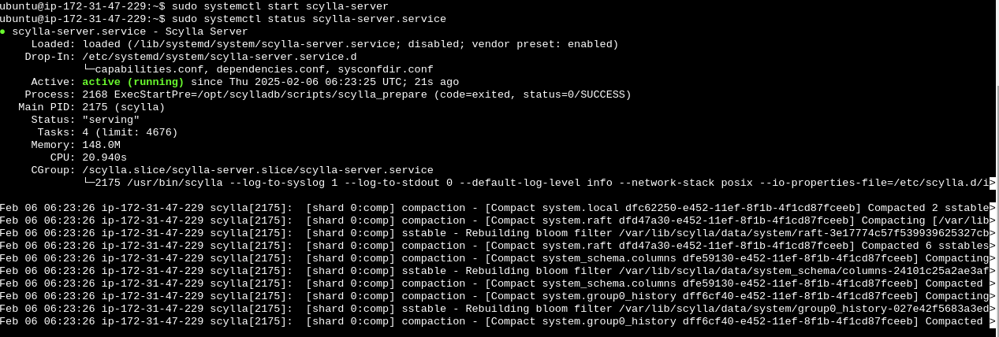 ubuntu@ip-172-31-47-229:~$ sudo systemctl start scylla-server
ubuntu@ip-172-31-47-229:~$ sudo systemctl status scylla-server.service
● scylla-server.service - Scylla Server
     Loaded: loaded (/lib/systemd/system/scylla-server.service; disabled; vendor preset: enabled)
    Drop-In: /etc/systemd/system/scylla-server.service.d
             └─capabilities.conf, dependencies.conf, sysconfdir.conf
     Active: active (running) since Thu 2025-02-06 06:23:25 UTC; 21s ago
    Process: 2168 ExecStartPre=/opt/scylladb/scripts/scylla_prepare (code=exited, status=0/SUCCESS)
   Main PID: 2175 (scylla)
     Status: "serving"
      Tasks: 4 (limit: 4676)
     Memory: 148.0M
        CPU: 20.940s
     CGroup: /scylla.slice/scylla-server.slice/scylla-server.service
             └─2175 /usr/bin/scylla --log-to-syslog 1 --log-to-stdout 0 --default-log-level info --network-stack posix --io-properties-file=/etc/scylla.d/i>
Feb 06 06:23:26 ip-172-31-47-229 scylla[2175]:  [shard 0:comp] compaction - [Compact system.local dfc62250-e452-11ef-8f1b-4f1cd87fceeb] Compacted 2 sstable>
Feb 06 06:23:26 ip-172-31-47-229 scylla[2175]:  [shard 0:comp] compaction - [Compact system.raft dfd47a30-e452-11ef-8f1b-4f1cd87fceeb] Compacting [/var/lib>
Feb 06 06:23:26 ip-172-31-47-229 scylla[2175]:  [shard 0:comp] sstable - Rebuilding bloom filter /var/lib/scylla/data/system/raft-3e17774c57f539939625327cb>
Feb 06 06:23:26 ip-172-31-47-229 scylla[2175]:  [shard 0:comp] compaction - [Compact system.raft dfd47a30-e452-11ef-8f1b-4f1cd87fceeb] Compacted 6 sstables>
Feb 06 06:23:26 ip-172-31-47-229 scylla[2175]:  [shard 0:comp] compaction - [Compact system_schema.columns dfe59130-e452-11ef-8f1b-4f1cd87fceeb] Compacting>
Feb 06 06:23:26 ip-172-31-47-229 scylla[2175]:  [shard 0:comp] sstable - Rebuilding bloom filter /var/lib/scylla/data/system_schema/columns-24101c25a2ae3af>
Feb 06 06:23:26 ip-172-31-47-229 scylla[2175]:  [shard 0:comp] compaction - [Compact system_schema.columns dfe59130-e452-11ef-8f1b-4f1cd87fceeb] Compacted >
Feb 06 06:23:26 ip-172-31-47-229 scylla[2175]:  [shard 0:comp] compaction - [Compact system.group0_history dff6cf40-e452-11ef-8f1b-4f1cd87fceeb] Compacting>
Feb 06 06:23:26 ip-172-31-47-229 scylla[2175]:  [shard 0:comp] sstable - Rebuilding bloom filter /var/lib/scylla/data/system/group0_history-027e42f5683a3ed>
Feb 06 06:23:26 ip-172-31-47-229 scylla[2175]:  [shard 0:comp] compaction - [Compact system.group0_history dff6cf40-e452-11ef-8f1b-4f1cd87fceeb] Compacted >